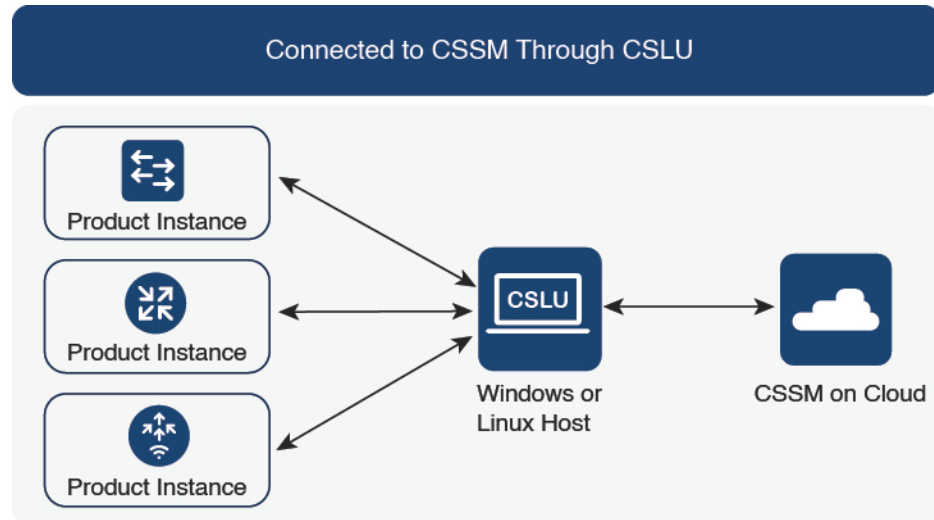 Connected to CSSM Through CSLU
Product Instance
Product Instance
Product Instance
CSLU
Windows or
Linux Host
CSSM on Cloud